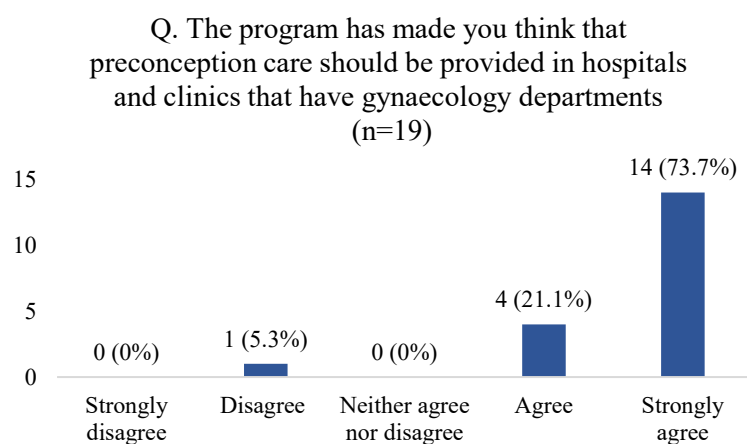 Q. The program has made you think that
preconception care should be provided in hospitals
and clinics that have gynaecology departments
(n=19)
14 (73.7%)
15
10
5
4 (21.1%)
1 (5.3%)
0 (0%)
0 (0%)
0
Strongly disagree
Disagree
Neither agree nor disagree
Agree
Strongly agree